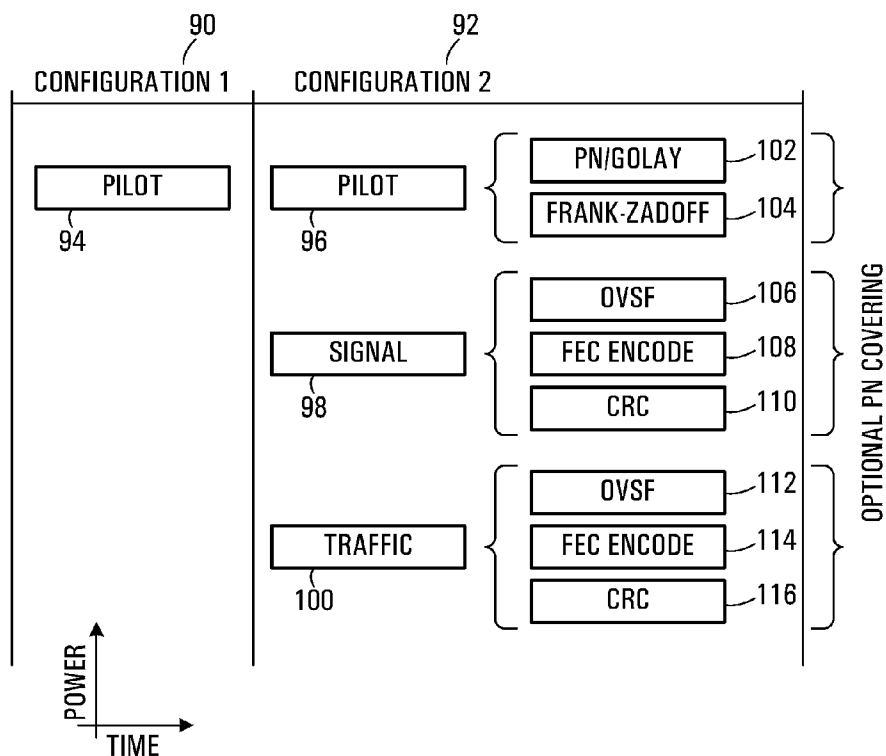 90
92
CONFIGURATION 1
CONFIGURATION 2
PILOT
94
PILOT
96
PN/GOLAY
102
FRANK-ZADOFF
104
SIGNAL
98
OVSF
106
FEC ENCODE
108
CRC
110
TRAFFIC
100
OVSF
112
FEC ENCODE
114
CRC
116
OPTIONAL PN COVERING
POWER
TIME